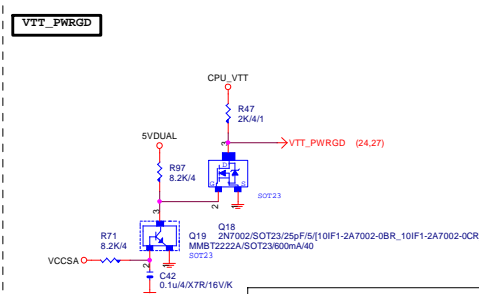 VTT_PWRGD
CPU_VTT
R47
2K/4/1
3
VTT_PWRGD (24,27)
5VDUAL
D
R97
8.2K/4
G
S
2
SOT23
3
Q18
R71
8.2K/4
Q19
2N7002/SOT23/25pF/5/[10IF1-2A7002-0BR_10IF1-2A7002-0CR
MMBT2222A/SOT23/600mA/40
SOT23
VCCSA
2
C42
0.1u/4/X7R/16V/K